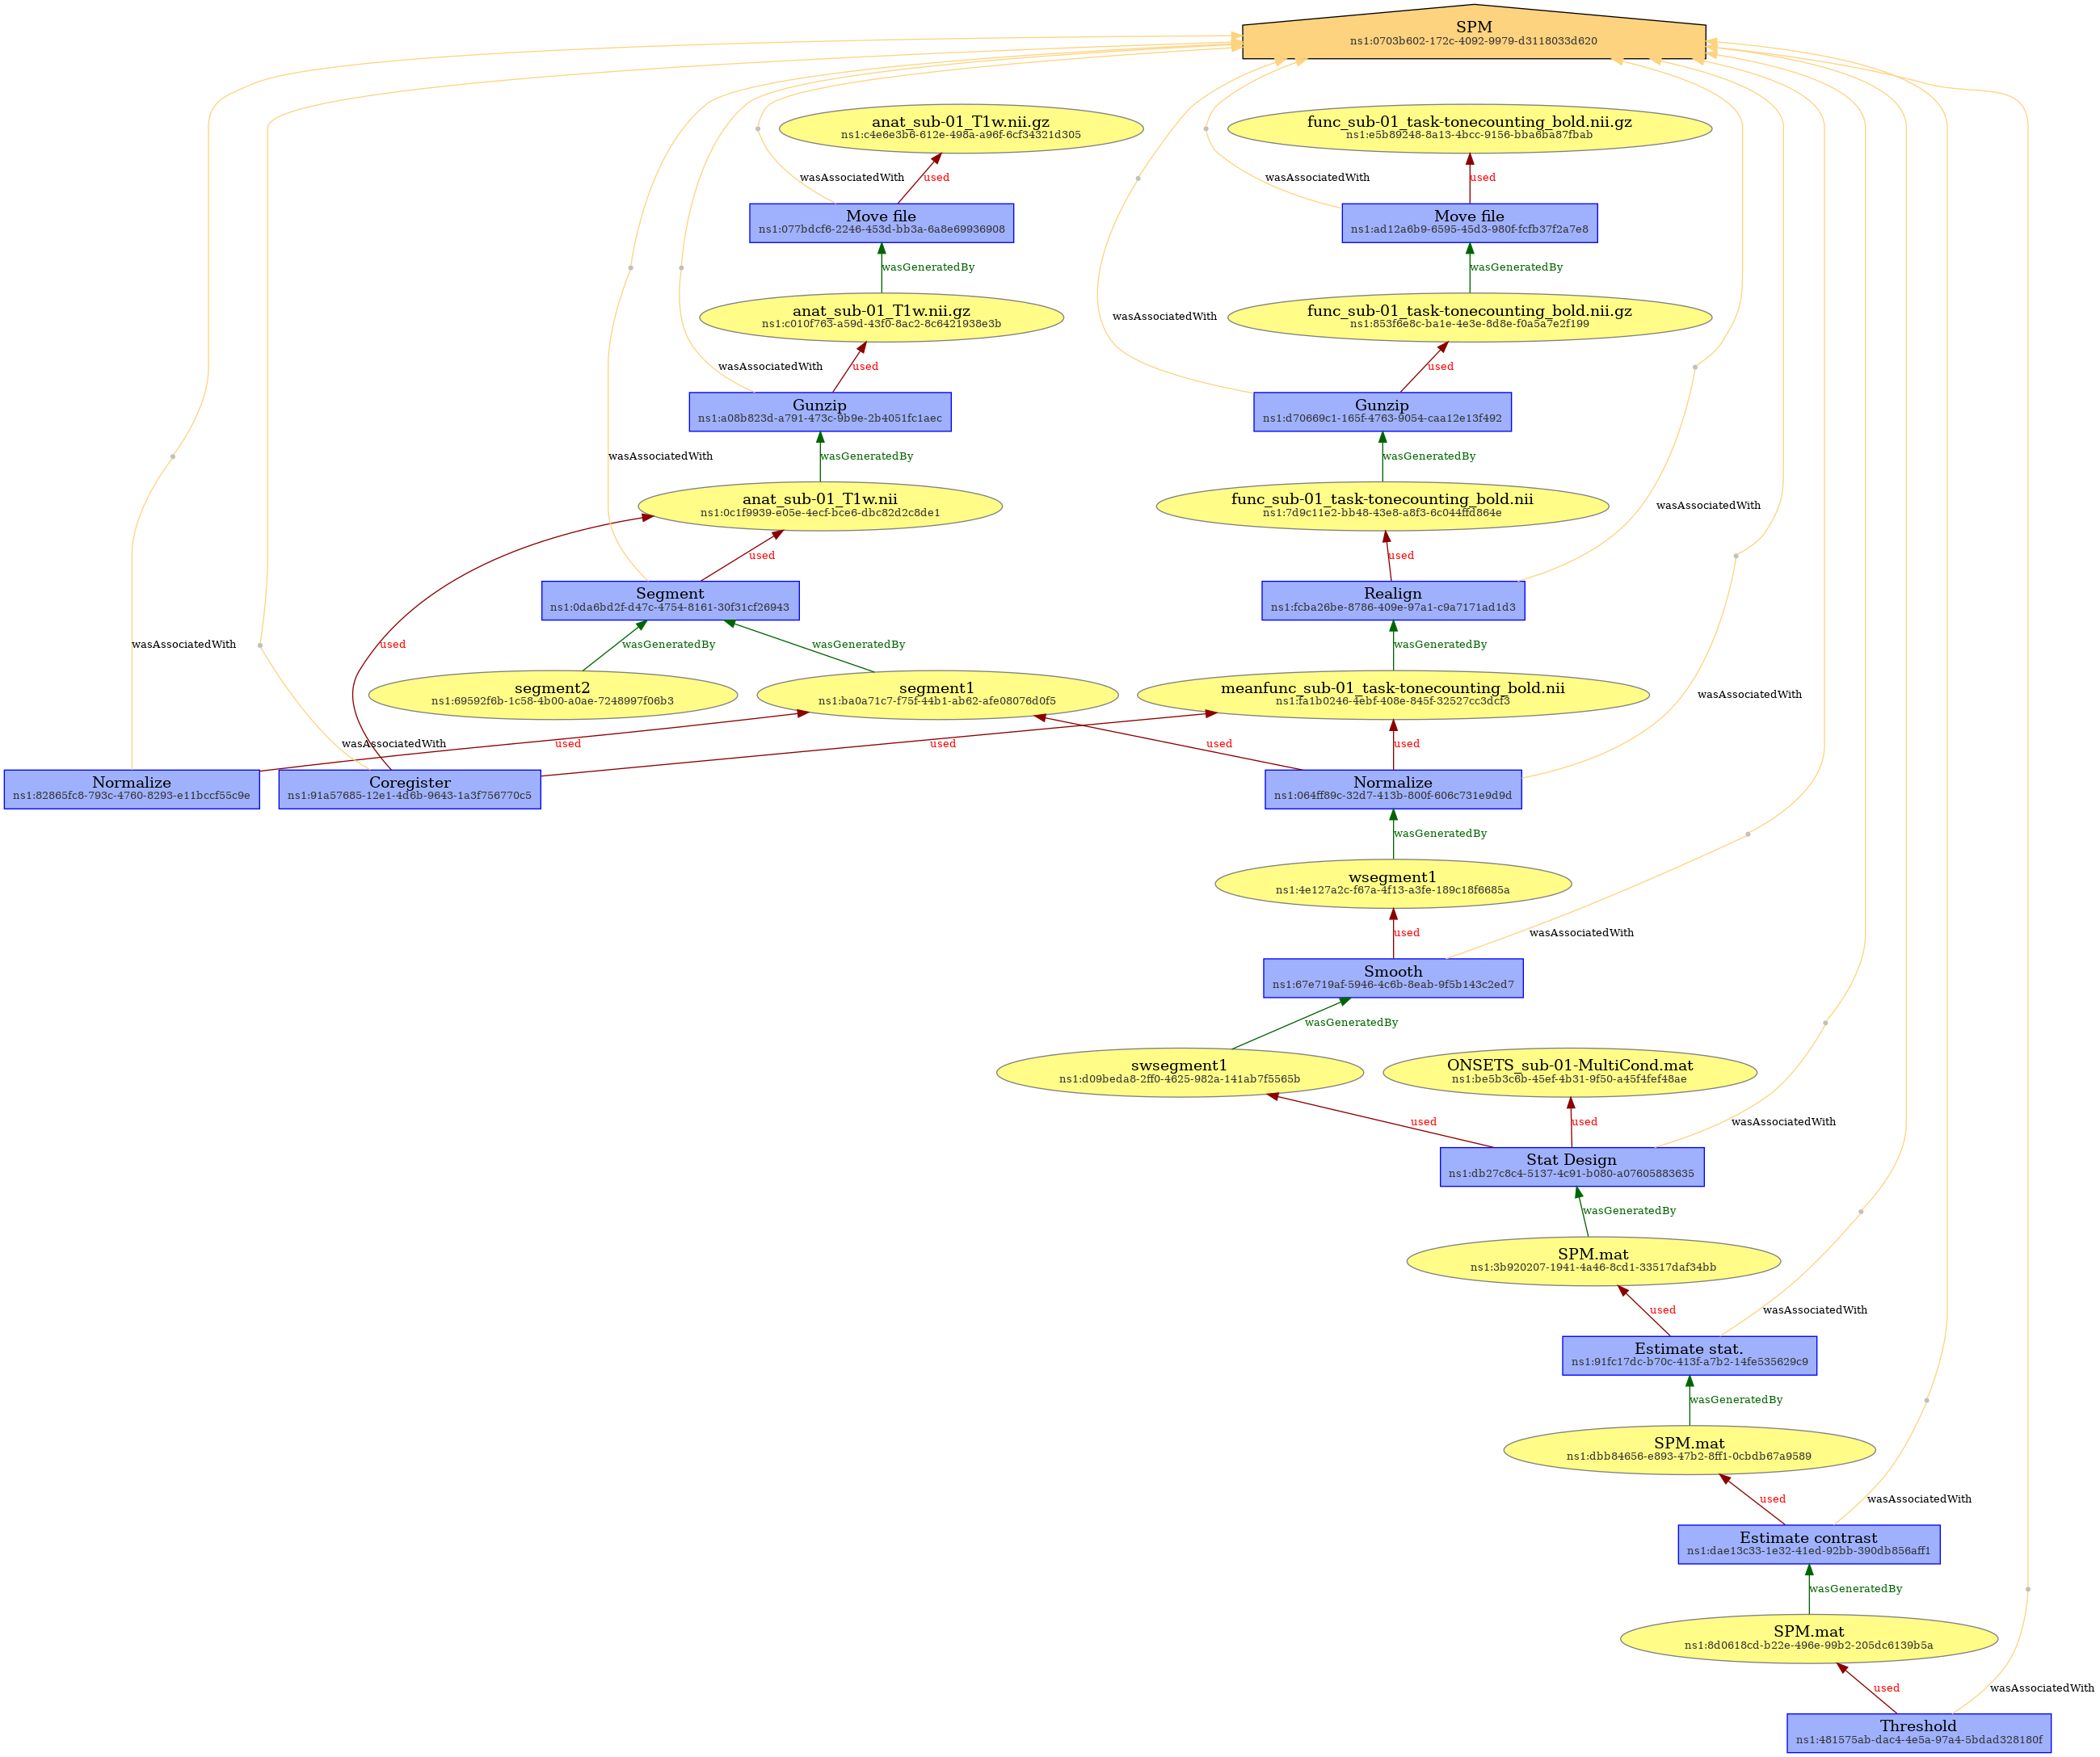 SPM
ns1:0703b602-172c-4092-9979-d3118033d620
anat_sub-01_T1w.nii.gz
ns1:c4e6e3b6-612e-498a-a96f-6cf34321d305
func_sub-01_task-tonecounting_bold.nii.gz
ns1:e5b89248-8a13-4bcc-9156-bba6ba87fbab
wasAssociatedWith
used
wasAssociatedWith
used
Move file
ns1:077bdcf6-2246-453d-bb3a-6a8e69936908
Move file
ns1:ad12a6b9-6595-45d3-980f-fcfb37f2a7e8
wasGeneratedBy
wasGeneratedBy
anat_sub-01_T1w.nii.gz
ns1:c010f763-a59d-43f0-8ac2-8c6421938e3b
wasAssociatedWith
func_sub-01_task-tonecounting_bold.nii.gz
ns1:853f6e8c-ba1e-4e3e-8d8e-f0a5a7e2f199
wasAssociatedWith
used
used
Gunzip
ns1:a08b823d-a791-473c-9b9e-2b4051fc1aec
Gunzip
ns1:d70669c1-165f-4763-9054-caa12e13f492
wasAssociatedWith
wasGeneratedBy
wasGeneratedBy
anat_sub-01_T1w.nii
ns1:0c1f9939-e05e-4ecf-bce6-dbc82d2c8de1
func_sub-01_task-tonecounting_bold.nii
ns1:7d9c11e2-bb48-43e8-a8f3-6c044ffd864e
wasAssociatedWith
used
used
Segment
ns1:0da6bd2f-d47c-4754-8161-30f31cf26943
Realign
ns1:fcba26be-8786-409e-97a1-c9a7171ad1d3
wasAssociatedWith
used
wasGeneratedBy
wasGeneratedBy
wasGeneratedBy
segment2
ns1:69592f6b-1c58-4b00-a0ae-7248997f06b3
segment1
ns1:ba0a71c7-f75f-44b1-ab62-afe08076d0f5
meanfunc_sub-01_task-tonecounting_bold.nii
ns1:fa1b0246-4ebf-408e-845f-32527cc3dcf3
wasAssociatedWith
wasAssociatedWith
used
used
used
used
Normalize
ns1:82865fc8-793c-4760-8293-e11bccf55c9e
Coregister
ns1:91a57685-12e1-4d6b-9643-1a3f756770c5
Normalize
ns1:064ff89c-32d7-413b-800f-606c731e9d9d
wasGeneratedBy
wsegment1
ns1:4e127a2c-f67a-4f13-a3fe-189c18f6685a
used
wasAssociatedWith
Smooth
ns1:67e719af-5946-4c6b-8eab-9f5b143c2ed7
wasGeneratedBy
swsegment1
ns1:d09beda8-2ff0-4625-982a-141ab7f5565b
ONSETS_sub-01-MultiCond.mat
ns1:be5b3c6b-45ef-4b31-9f50-a45f4fef48ae
used
used
wasAssociatedWith
Stat Design
ns1:db27c8c4-5137-4c91-b080-a07605883635
wasGeneratedBy
SPM.mat
ns1:3b920207-1941-4a46-8cd1-33517daf34bb
used
wasAssociatedWith
Estimate stat.
ns1:91fc17dc-b70c-413f-a7b2-14fe535629c9
wasGeneratedBy
SPM.mat
ns1:dbb84656-e893-47b2-8ff1-0cbdb67a9589
used
wasAssociatedWith
Estimate contrast
ns1:dae13c33-1e32-41ed-92bb-390db856aff1
wasGeneratedBy
SPM.mat
ns1:8d0618cd-b22e-496e-99b2-205dc6139b5a
used
wasAssociatedWith
Threshold
ns1:481575ab-dac4-4e5a-97a4-5bdad328180f